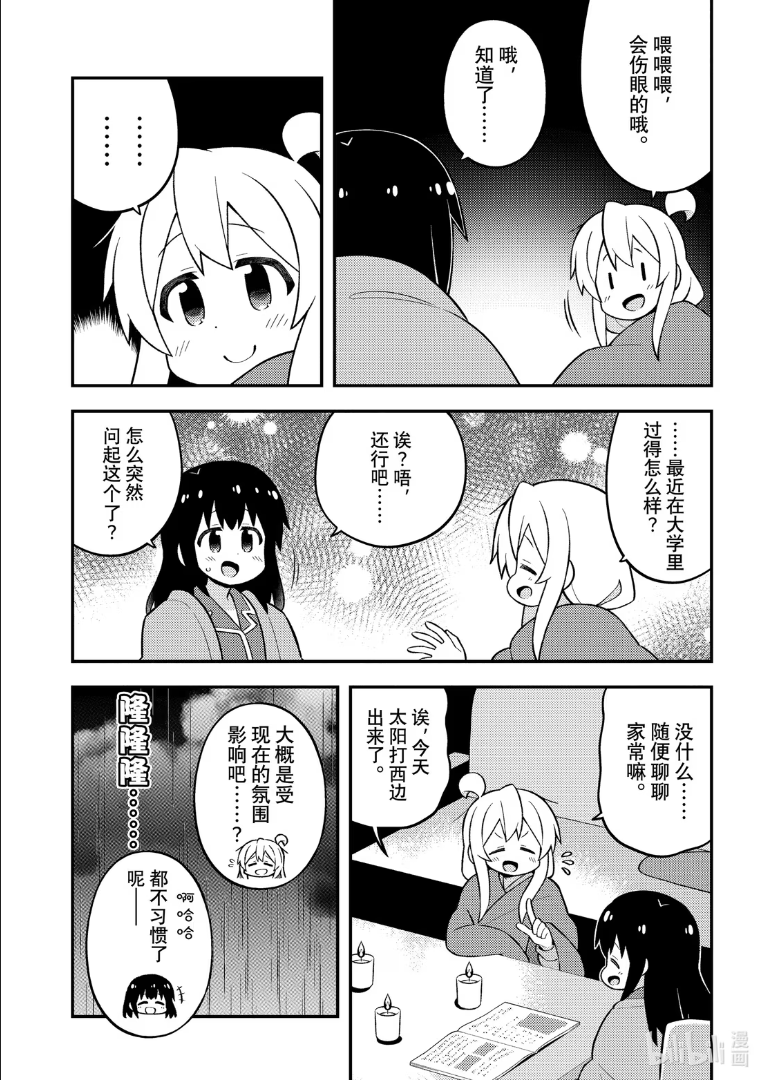 喂喂喂，
会伤眼的哦。
哦，
知道了……
……
……
……最近在大学里
过得怎么样？
诶？唔，
还行吧……
怎么突然
问起这个了？
没什么……
随便聊聊
家常嘛。
诶，今天
太阳打西边
出来了。
大概是受
现在的氛围
影响吧……？
隆隆隆……
啊哈哈
都不习惯了
呢——
bilibili
漫画